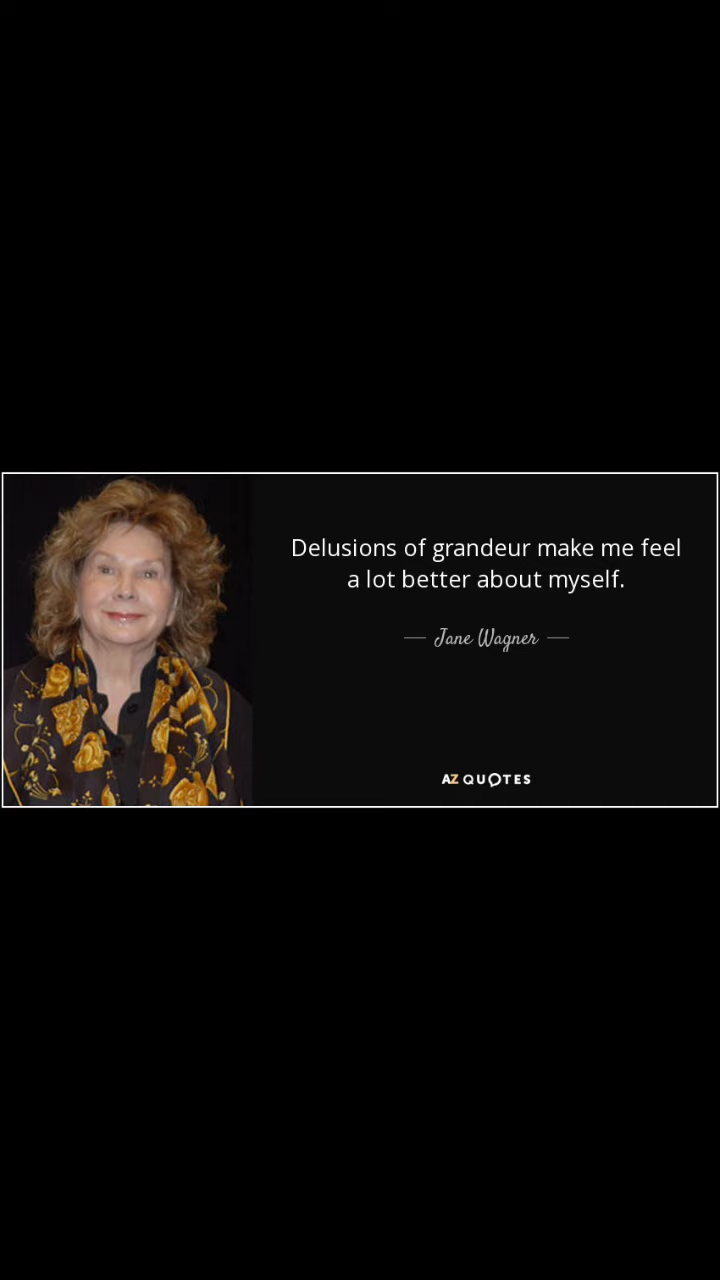 Delusions of grandeur make me feel
a lot better about myself.
— Jane Wagner —
AZ QUOTES